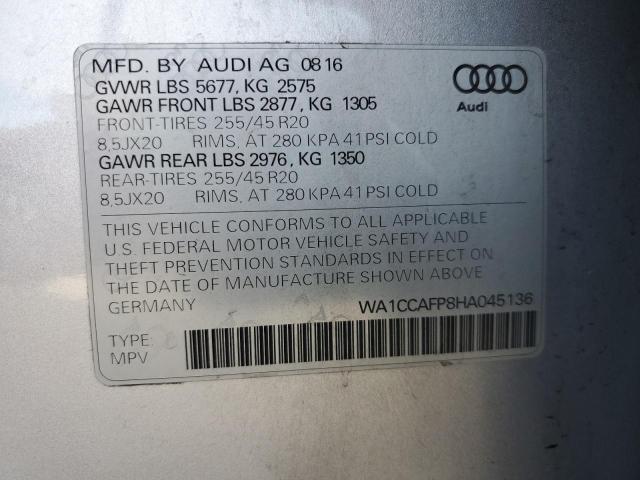 MFD. BY AUDI AG 08 16
GVWR LBS 5677, KG 2575
GAWR FRONT LBS 2877, KG 1305
FRONT-TIRES 255/45 R20
8,5JX20 RIMS, AT 280 KPA 41 PSI COLD
GAWR REAR LBS 2976, KG 1350
REAR-TIRES 255/45 R20
8,5JX20 RIMS, AT 280 KPA 41 PSI COLD
Audi
THIS VEHICLE CONFORMS TO ALL APPLICABLE
U.S. FEDERAL MOTOR VEHICLE SAFETY AND
THEFT PREVENTION STANDARDS IN EFFECT ON
THE DATE OF MANUFACTURE SHOWN ABOVE
GERMANY WA1CCAFP8HA045136
TYPE:
MPV